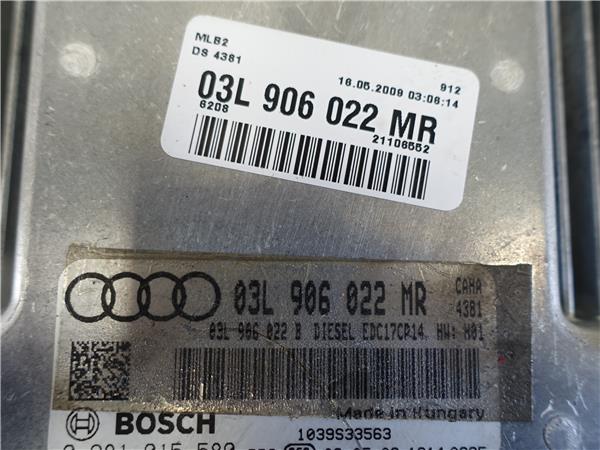 MLB2
DS 4381
912
16.05.2009 03:06:14
03L 906 022 MR
6208
21106552
03L 906 022 MR
CAHA
4381
03L 906 022 B DIESEL EDC17CP14 HW: H01
Made in Hungary
BOSCH
1039S33563